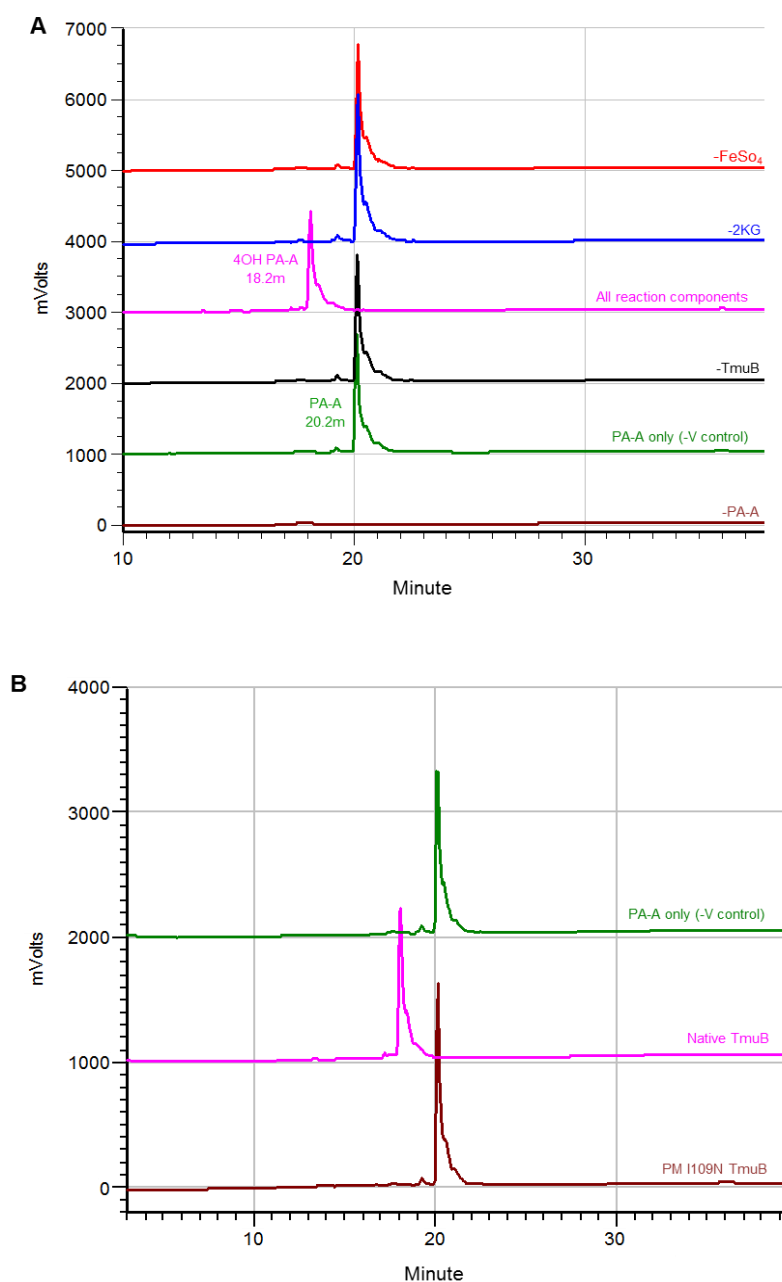 A
7000
6000
5000
4000
3000
2000
1000
0
mVolts
-FeSo₄
-2KG
4OH PA-A
18.2m
All reaction components
-TmuB
PA-A
20.2m
PA-A only (-V control)
-PA-A
10
20
30
Minute
B
4000
3000
2000
1000
0
mVolts
PA-A only (-V control)
Native TmuB
PM I109N TmuB
10
20
30
Minute